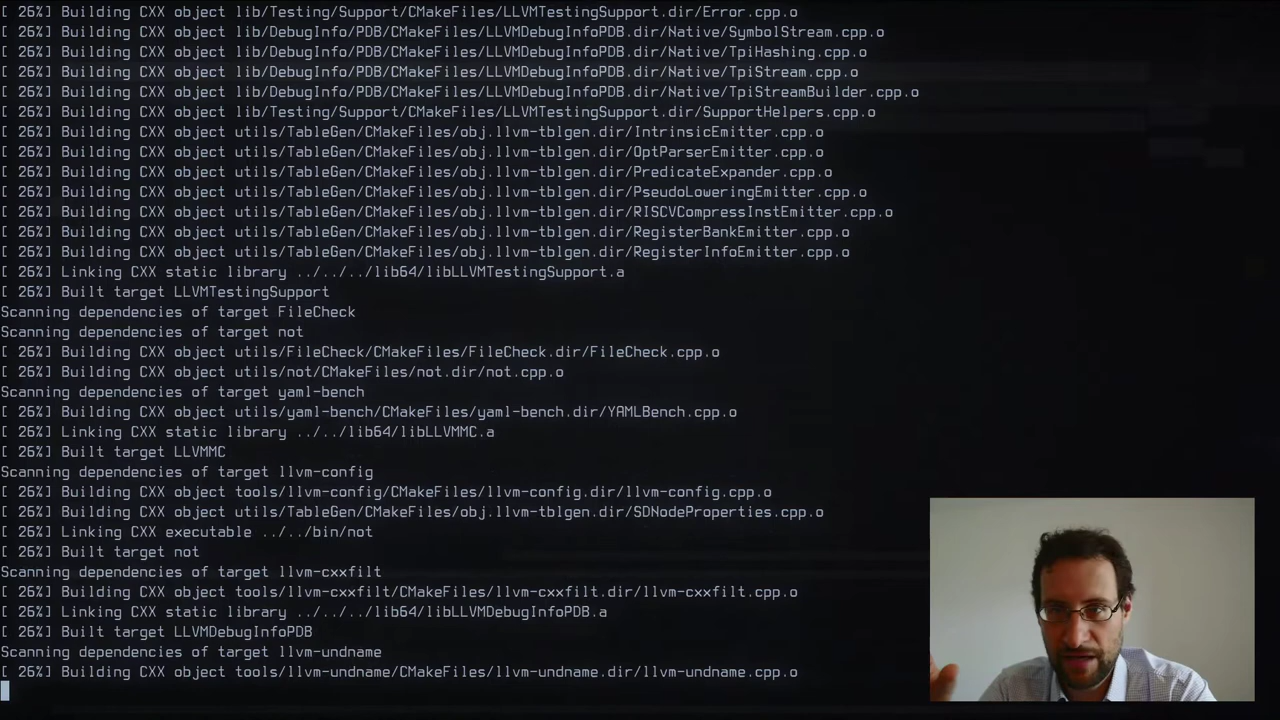 [ 26%] Building CXX object lib/Testing/Support/CMakeFiles/LLVMTestingSupport.dir/Error.cpp.o
[ 26%] Building CXX object lib/DebugInfo/PDB/CMakeFiles/LLVMDebugInfoPDB.dir/Native/SymbolStream.cpp.o
[ 26%] Building CXX object lib/DebugInfo/PDB/CMakeFiles/LLVMDebugInfoPDB.dir/Native/TpiHashing.cpp.o
[ 26%] Building CXX object lib/DebugInfo/PDB/CMakeFiles/LLVMDebugInfoPDB.dir/Native/TpiStream.cpp.o
[ 26%] Building CXX object lib/DebugInfo/PDB/CMakeFiles/LLVMDebugInfoPDB.dir/Native/TpiStreamBuilder.cpp.o
[ 26%] Building CXX object lib/Testing/Support/CMakeFiles/LLVMTestingSupport.dir/SupportHelpers.cpp.o
[ 26%] Building CXX object utils/TableGen/CMakeFiles/obj.llvm-tblgen.dir/IntrinsicEmitter.cpp.o
[ 26%] Building CXX object utils/TableGen/CMakeFiles/obj.llvm-tblgen.dir/OptParserEmitter.cpp.o
[ 26%] Building CXX object utils/TableGen/CMakeFiles/obj.llvm-tblgen.dir/PredicateExpander.cpp.o
[ 26%] Building CXX object utils/TableGen/CMakeFiles/obj.llvm-tblgen.dir/PseudoLoweringEmitter.cpp.o
[ 26%] Building CXX object utils/TableGen/CMakeFiles/obj.llvm-tblgen.dir/RISCVCompressInstEmitter.cpp.o
[ 26%] Building CXX object utils/TableGen/CMakeFiles/obj.llvm-tblgen.dir/RegisterBankEmitter.cpp.o
[ 26%] Building CXX object utils/TableGen/CMakeFiles/obj.llvm-tblgen.dir/RegisterInfoEmitter.cpp.o
[ 26%] Linking CXX static library ../../../lib64/libLLVMTestingSupport.a
[ 26%] Built target LLVMTestingSupport
Scanning dependencies of target FileCheck
Scanning dependencies of target not
[ 26%] Building CXX object utils/FileCheck/CMakeFiles/FileCheck.dir/FileCheck.cpp.o
[ 26%] Building CXX object utils/not/CMakeFiles/not.dir/not.cpp.o
Scanning dependencies of target yaml-bench
[ 26%] Building CXX object utils/yaml-bench/CMakeFiles/yaml-bench.dir/YAMLBench.cpp.o
[ 26%] Linking CXX static library ../../lib64/libLLVMMC.a
[ 26%] Built target LLVMMC
Scanning dependencies of target llvm-config
[ 26%] Building CXX object tools/llvm-config/CMakeFiles/llvm-config.dir/llvm-config.cpp.o
[ 26%] Building CXX object utils/TableGen/CMakeFiles/obj.llvm-tblgen.dir/SDNodeProperties.cpp.o
[ 26%] Linking CXX executable ../../bin/not
[ 26%] Built target not
Scanning dependencies of target llvm-cxxfilt
[ 26%] Building CXX object tools/llvm-cxxfilt/CMakeFiles/llvm-cxxfilt.dir/llvm-cxxfilt.cpp.o
[ 26%] Linking CXX static library ../../../lib64/libLLVMDebugInfoPDB.a
[ 26%] Built target LLVMDebugInfoPDB
Scanning dependencies of target llvm-undname
[ 26%] Building CXX object tools/llvm-undname/CMakeFiles/llvm-undname.dir/llvm-undname.cpp.o